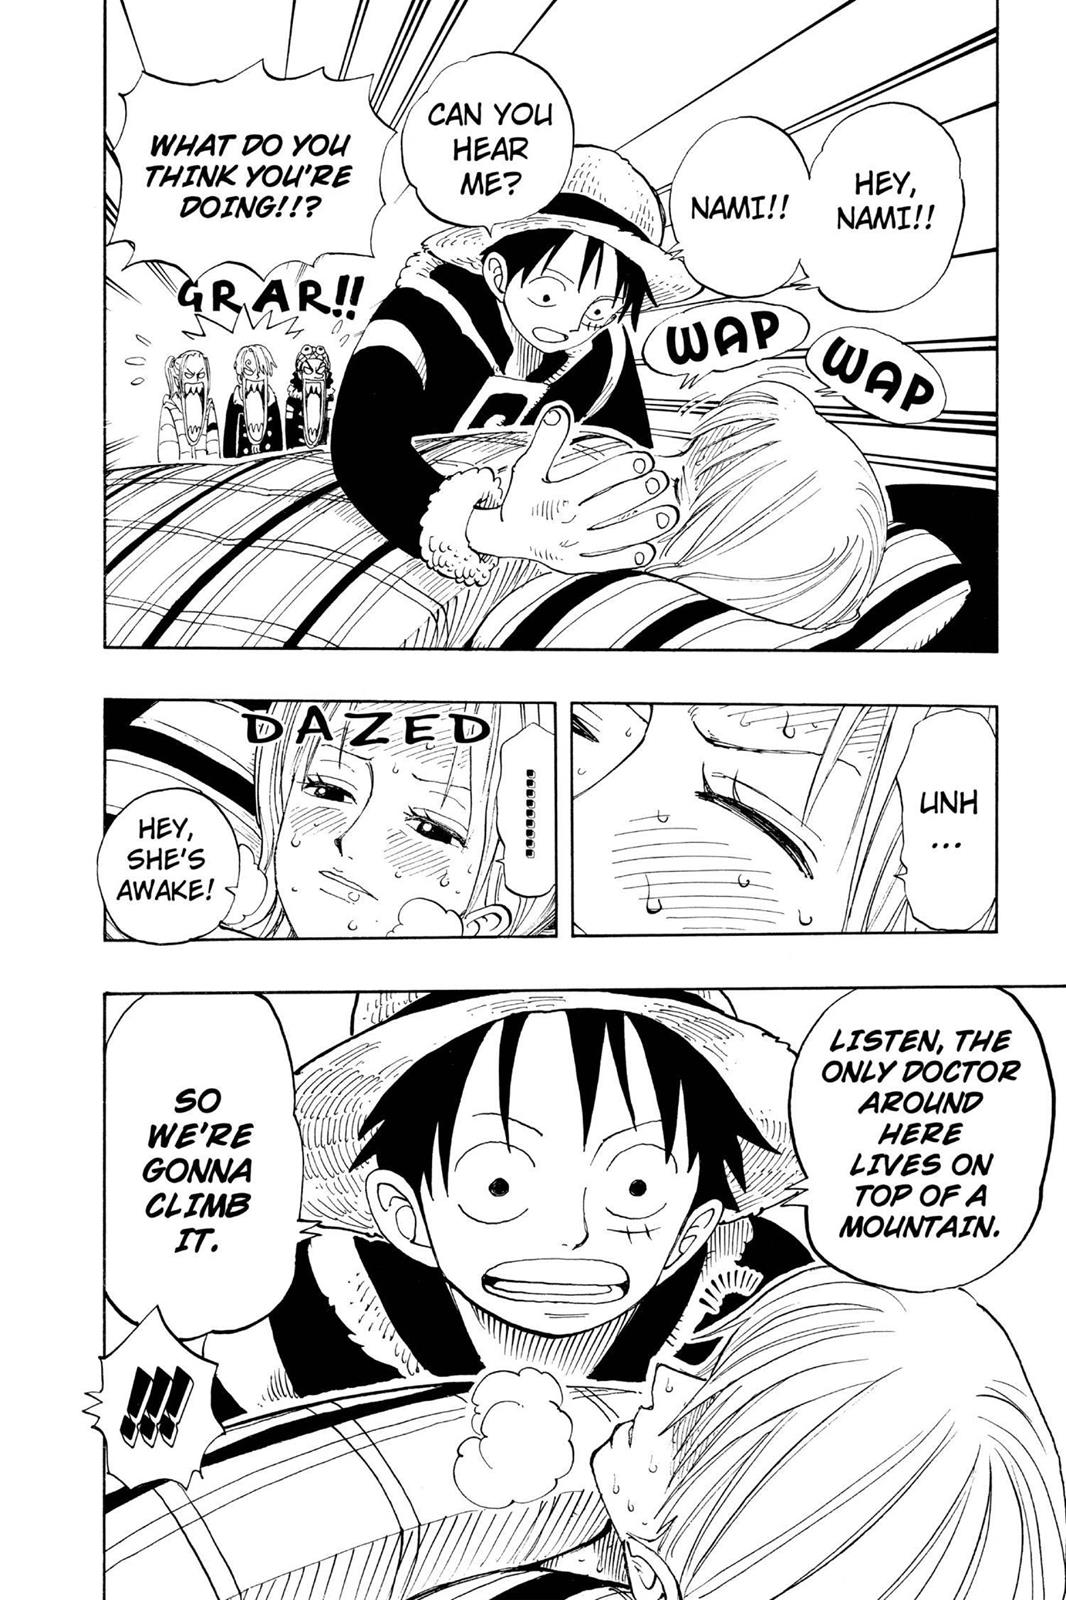 HEY,
NAMI!!
NAMI!!
CAN YOU
HEAR
ME?
WHAT DO YOU
THINK YOU'RE
DOING!!?
GRAR!!
WAP
WAP
UNH
...
DAZED
.........
HEY,
SHE'S
AWAKE!
LISTEN, THE
ONLY DOCTOR
AROUND
HERE
LIVES ON
TOP OF A
MOUNTAIN.
SO
WE'RE
GONNA
CLIMB
IT.
!!!